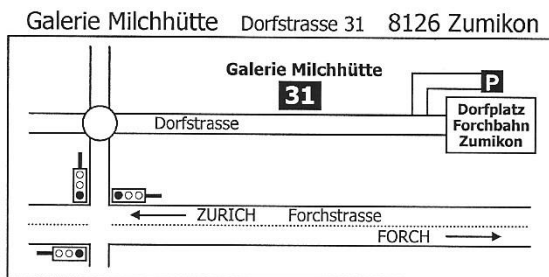 Galerie Milchhütte Dorfstrasse 31 8126 Zumikon
Galerie Milchhütte
31
P
Dorfplatz
Forchbahn
Zumikon
Dorfstrasse
ZURICH Forchstrasse
FORCH